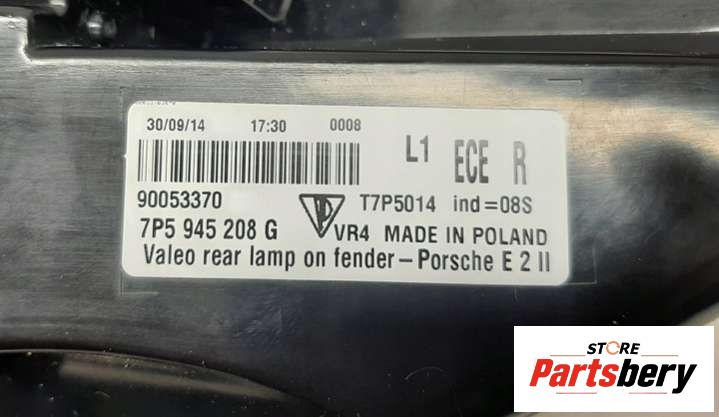 30/09/14 17:30 0008 L1 ECE R
90053370 T7P5014 ind=08S
7P5 945 208 G VR4 MADE IN POLAND
Valeo rear lamp on fender-Porsche E 2 II
STORE
Partsbery